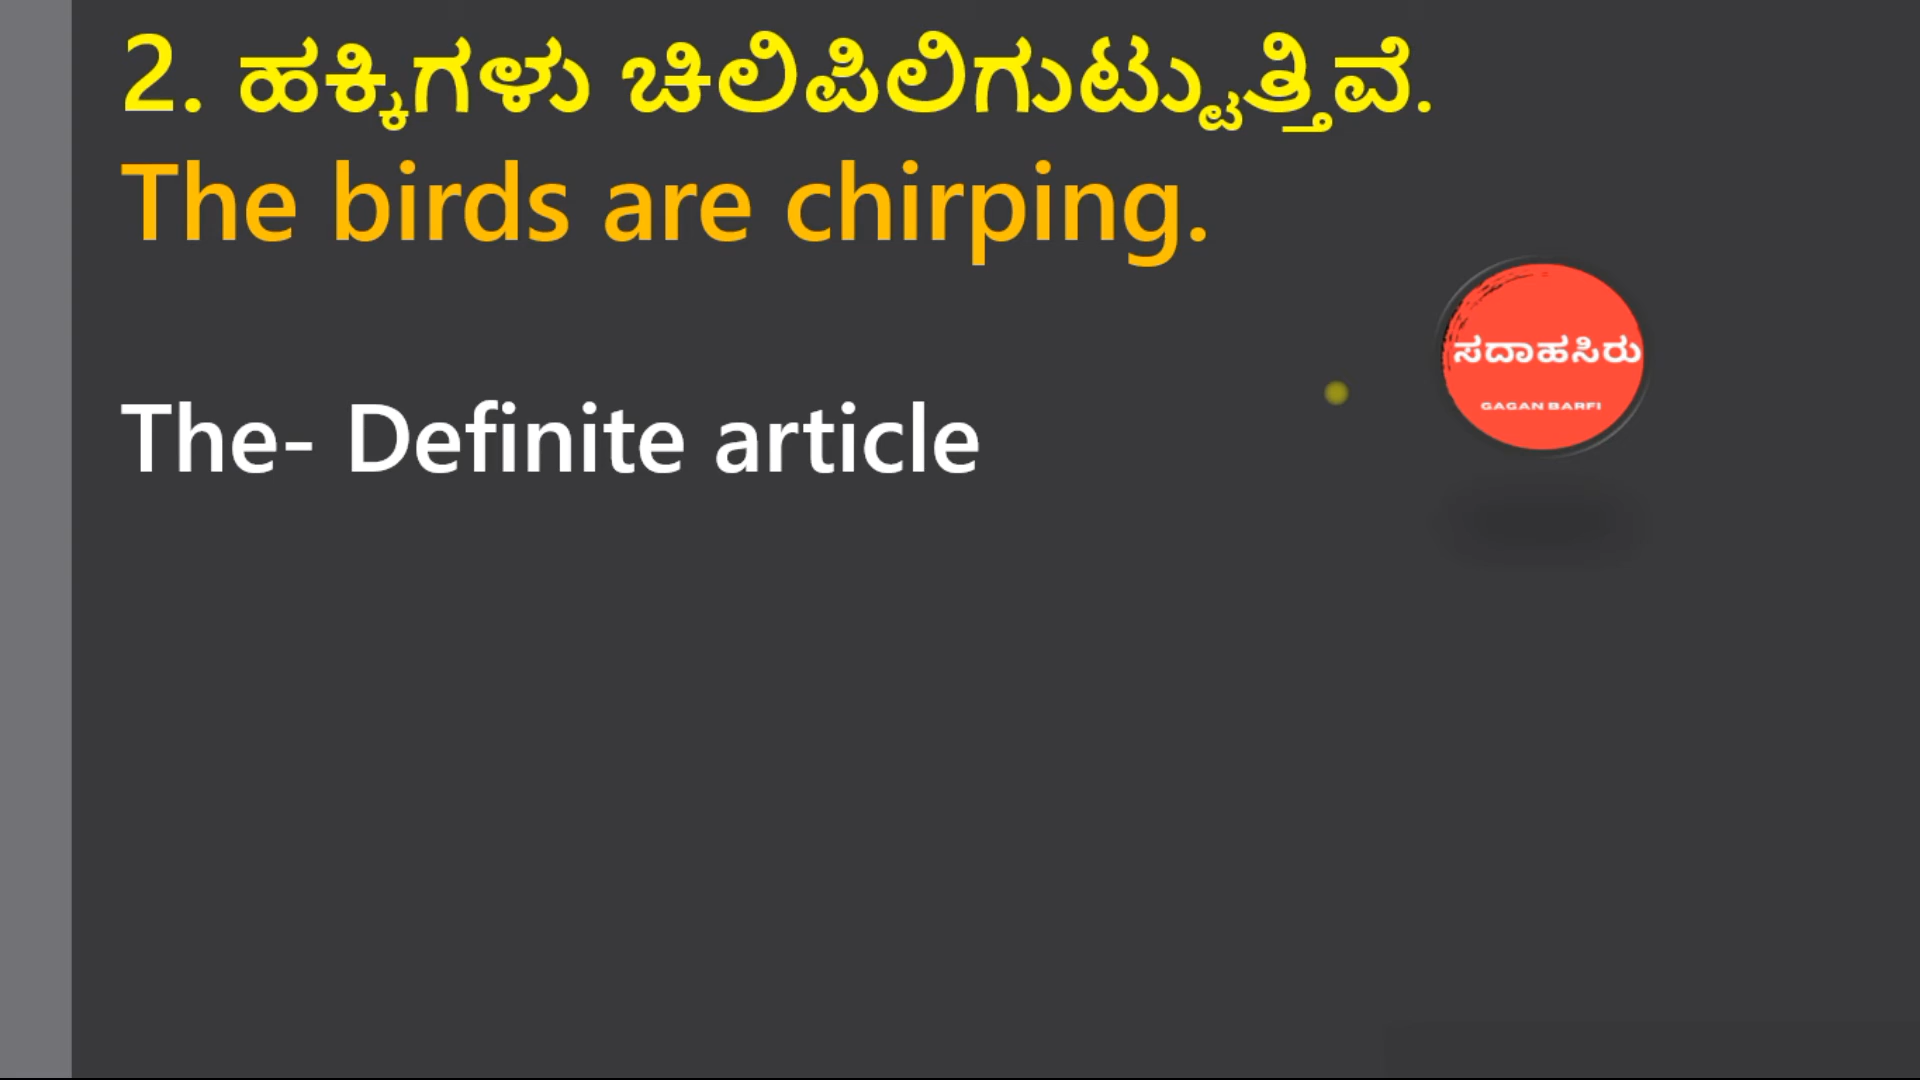 2. ಹಕ್ಕಿಗಳು ಚಿಲಿಪಿಲಿಗುಟ್ಟುತ್ತಿವೆ.
The birds are chirping.
ಸದಾಹಸಿರು
GAGAN BARFI
The- Definite article